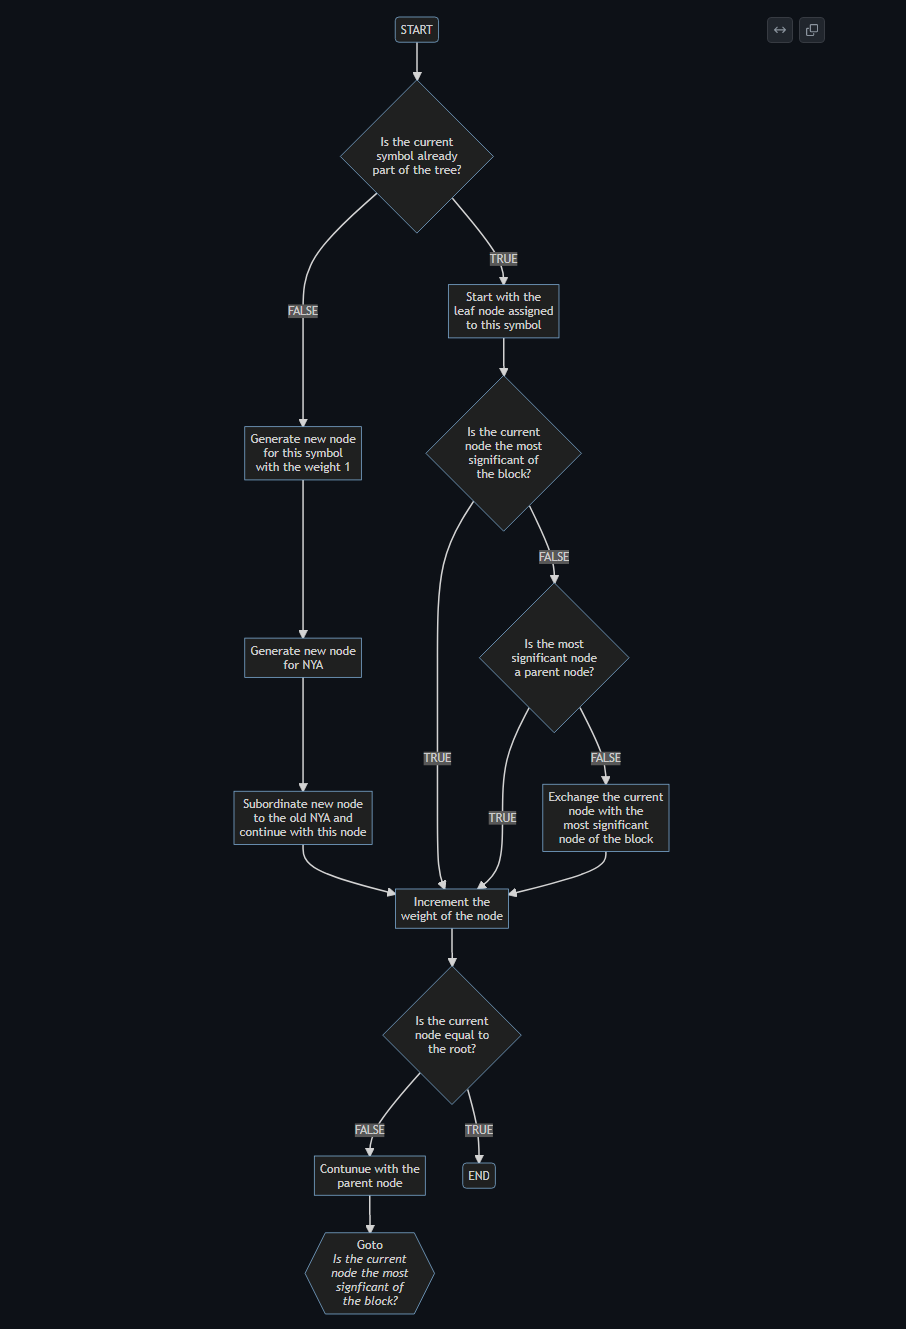 START
Is the current
symbol already
part of the tree?
TRUE
FALSE
Start with the
leaf node assigned
to this symbol
Generate new node
for this symbol
with the weight 1
Is the current
node the most
significant of
the block?
FALSE
Generate new node
for NYA
Is the most
significant node
a parent node?
TRUE
FALSE
TRUE
Subordinate new node
to the old NYA and
continue with this node
Exchange the current
node with the
most significant
node of the block
Increment the
weight of the node
Is the current
node equal to
the root?
FALSE
TRUE
Contunue with the
parent node
END
Goto
Is the current
node the most
signficant of
the block?